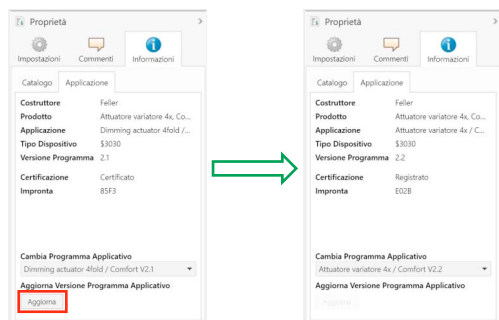 Proprietà
Impostazioni Commenti Informazioni
Catalogo Applicazione
Costruttore Feller
Prodotto Attuatore variatore 4x, Co...
Applicazione Dimming actuator 4fold /...
Tipo Dispositivo $3030
Versione Programma 2.1
Certificazione Certificato
Impronta 85F3
Cambia Programma Applicativo
Dimming actuator 4fold / Comfort V2.1
Aggiorna Versione Programma Applicativo
Aggiorna
Proprietà
Impostazioni Commenti Informazioni
Catalogo Applicazione
Costruttore Feller
Prodotto Attuatore variatore 4x, Co...
Applicazione Attuatore variatore 4x / C...
Tipo Dispositivo $3030
Versione Programma 2.2
Certificazione Registrato
Impronta E02B
Cambia Programma Applicativo
Attuatore variatore 4x / Comfort V2.2
Aggiorna Versione Programma Applicativo
Aggiorna